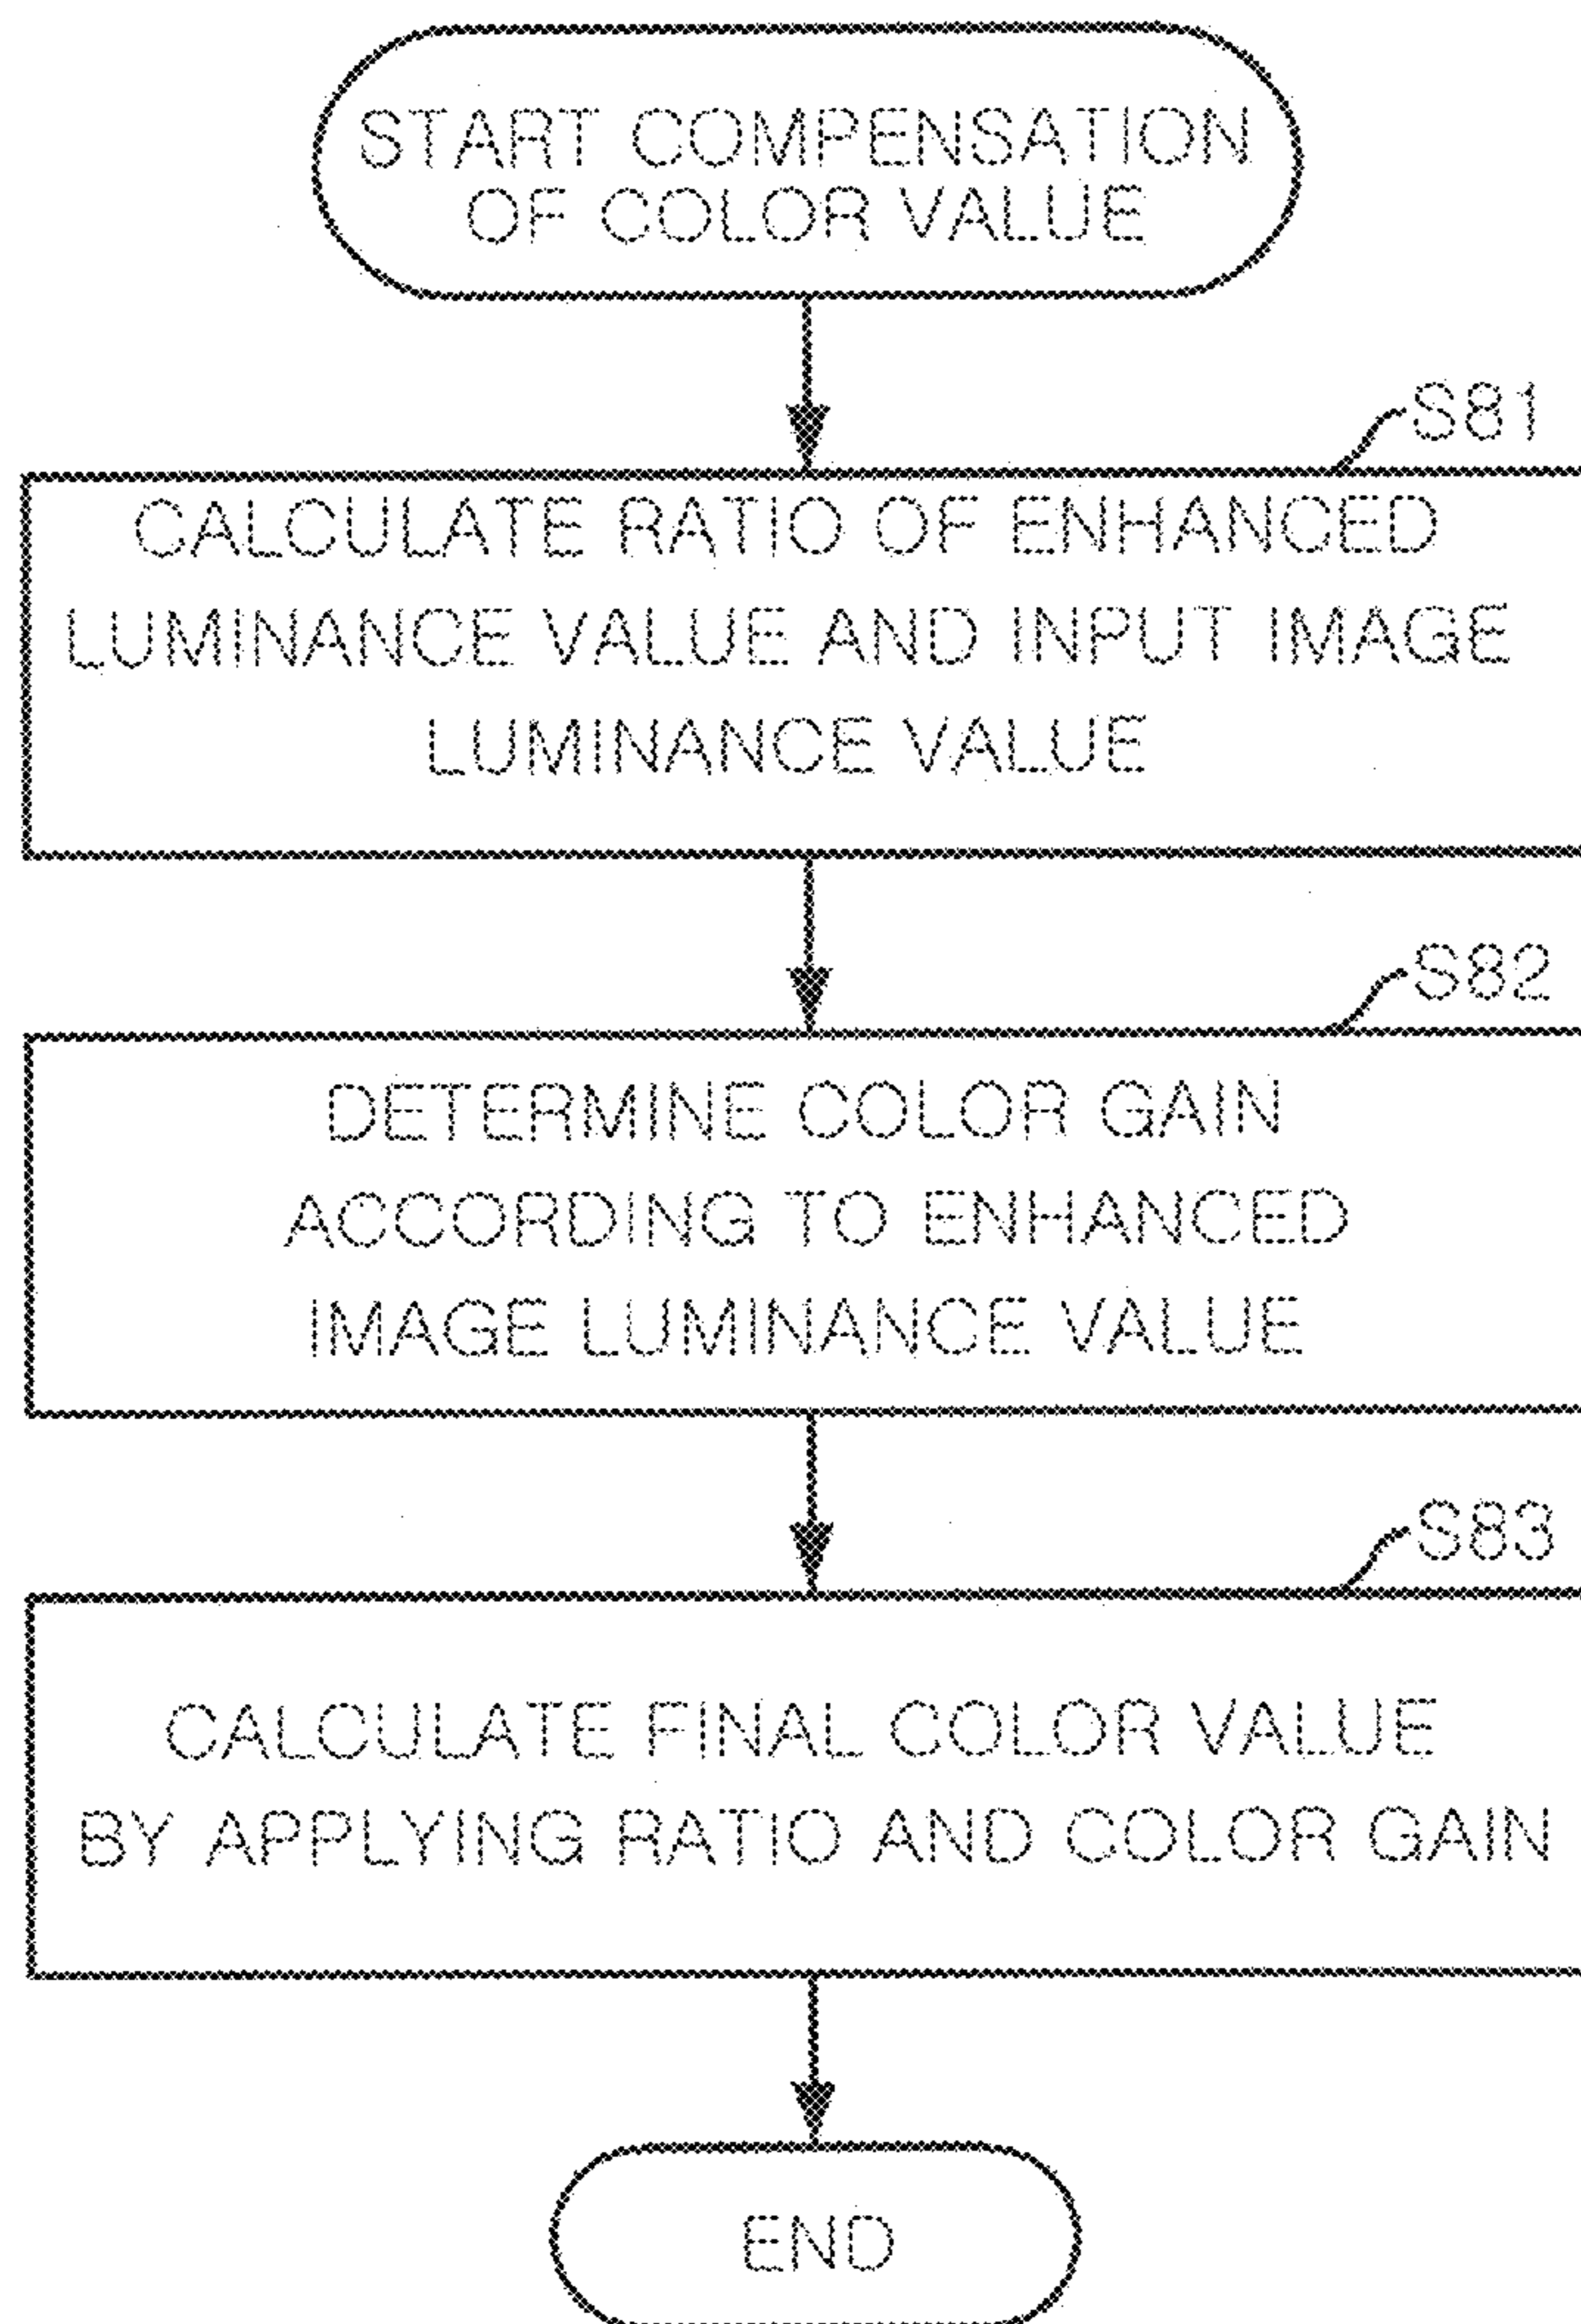 START COMPENSATION
OF COLOR VALUE
S81
CALCULATE RATIO OF ENHANCED
LUMINANCE VALUE AND INPUT IMAGE
LUMINANCE VALUE
S82
DETERMINE COLOR GAIN
ACCORDING TO ENHANCED
IMAGE LUMINANCE VALUE
S83
CALCULATE FINAL COLOR VALUE
BY APPLYING RATIO AND COLOR GAIN
END